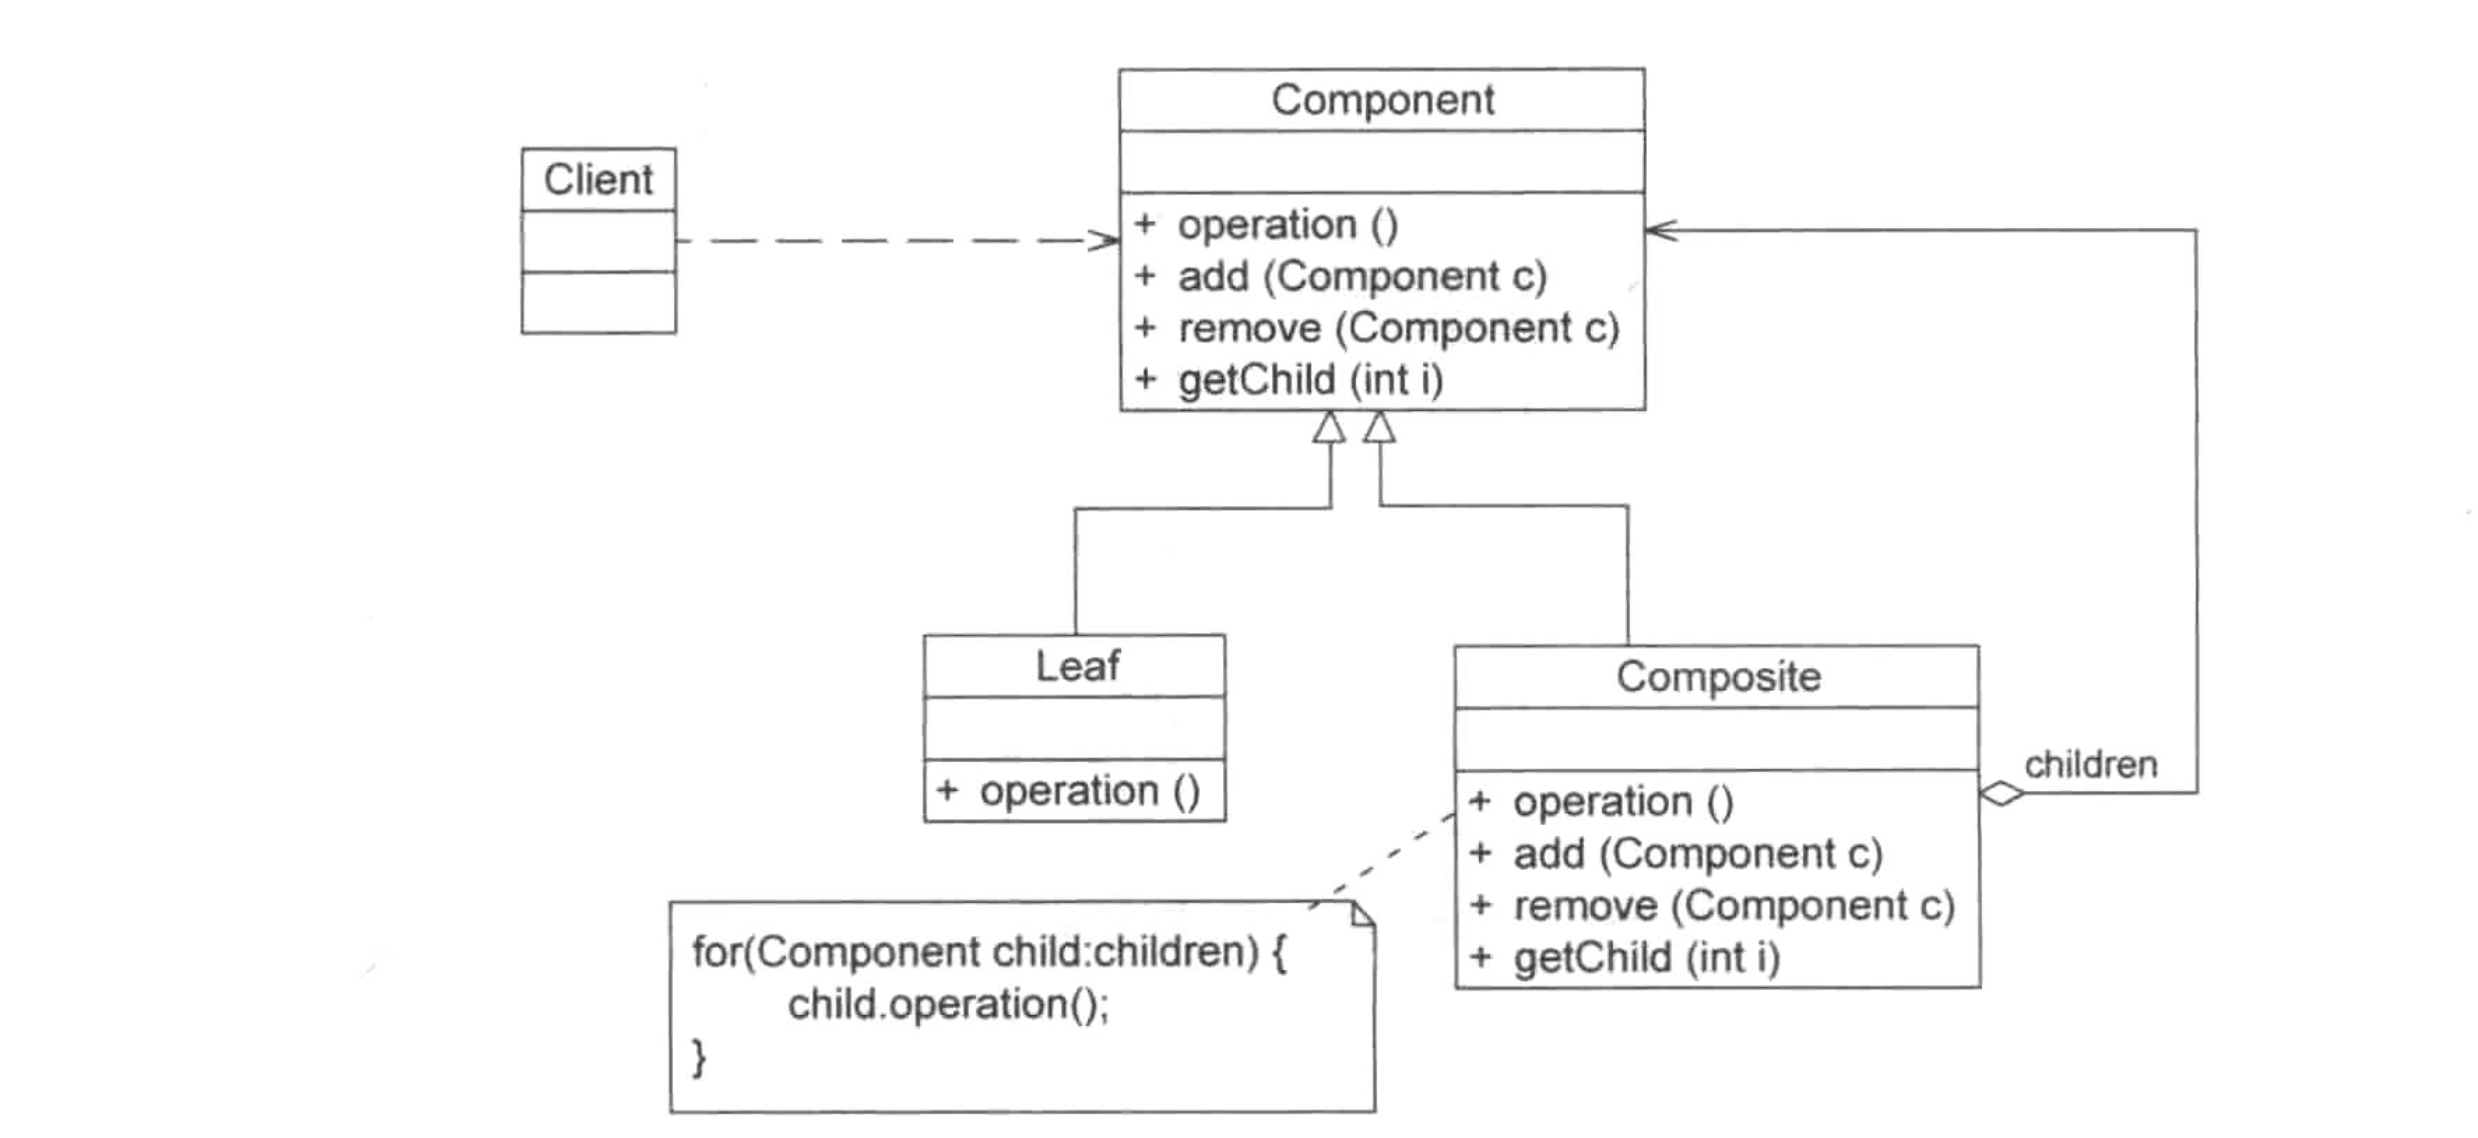 Component
Client
+ operation ()
+ add (Component c)
+ remove (Component c)
+ getChild (int i)
Leaf
+ operation ()
Composite
+ operation ()
+ add (Component c)
+ remove (Component c)
+ getChild (int i)
children
for(Component child:children) {
child.operation();
}